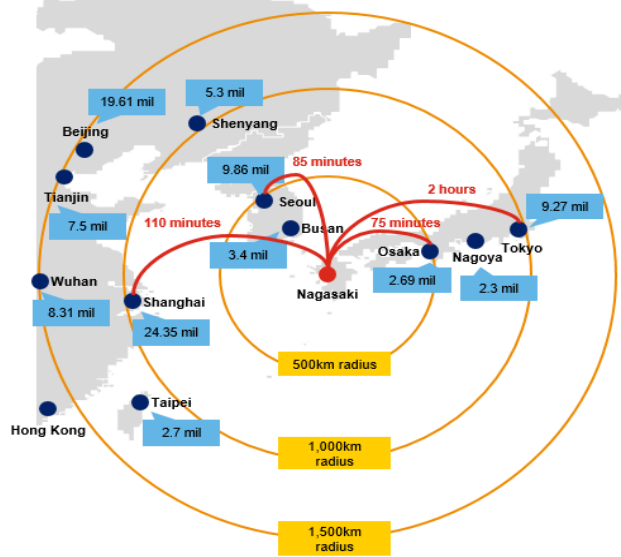 5.3 mil
19.61 mil
Shenyang
Beijing
85 minutes
9.86 mil
2 hours
Tianjin
Seoul
9.27 mil
110 minutes
75 minutes
7.5 mil
Busan
3.4 mil
Osaka
Tokyo
Nagoya
Wuhan
Nagasaki
2.69 mil
2.3 mil
Shanghai
8.31 mil
24.35 mil
500km radius
Taipei
Hong Kong
2.7 mil
1,000km
radius
1,500km
radius